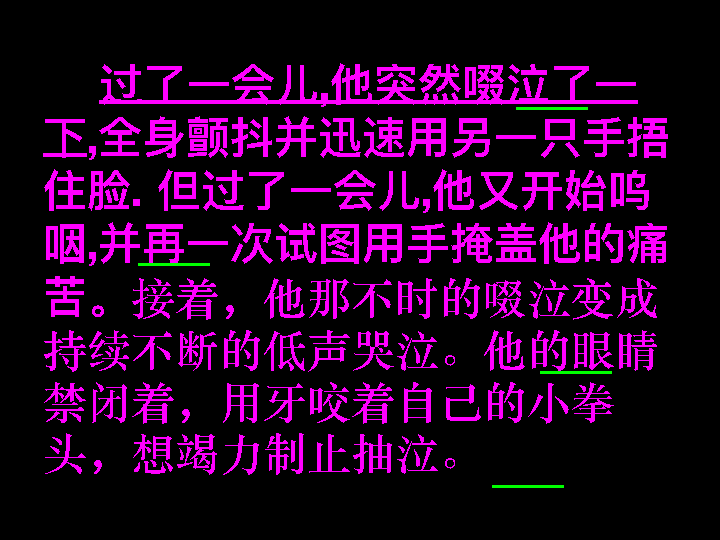 过了一会儿,他突然啜泣了一
下,全身颤抖并迅速用另一只手捂
住脸. 但过了一会儿,他又开始呜
咽,并再一次试图用手掩盖他的痛
苦。接着，他那不时的啜泣变成
持续不断的低声哭泣。他的眼睛
禁闭着，用牙咬着自己的小拳
头，想竭力制止抽泣。